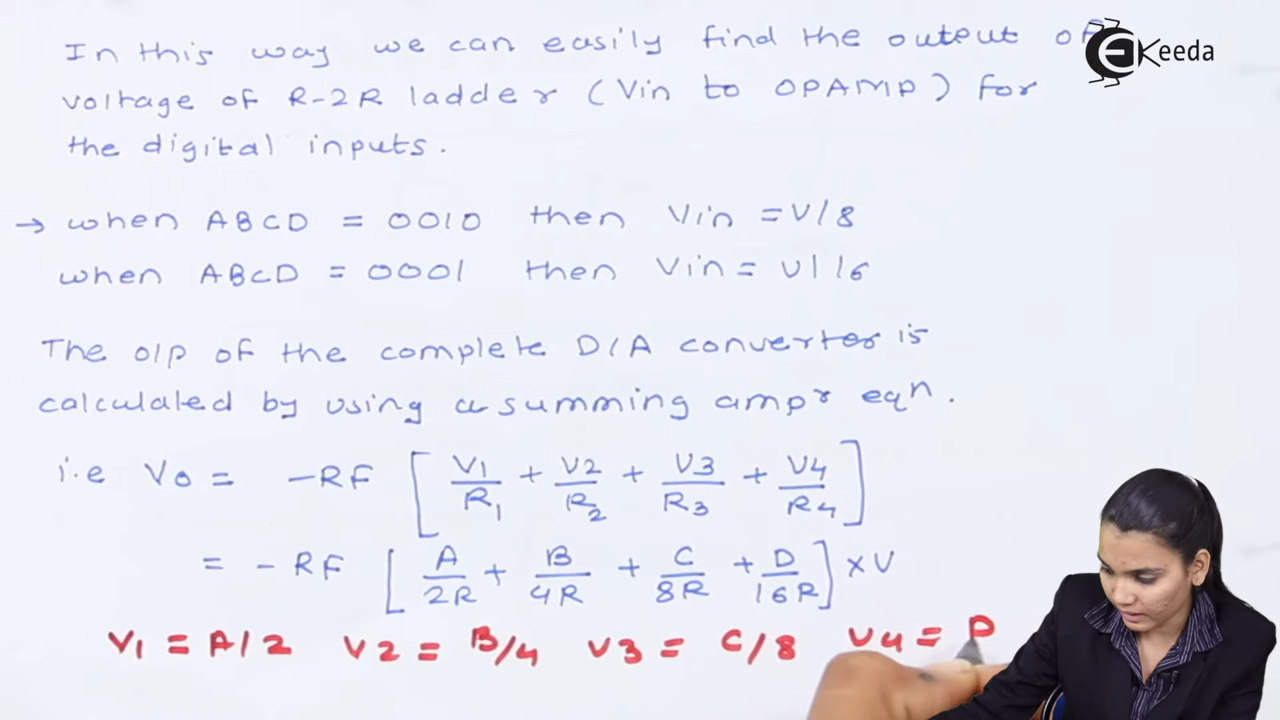 In this way we can easily find the output of
voltage of R-2R ladder (Vin to OPAMP) for
the digital inputs.
→ when ABCD = 0010 then Vin = V/8
when ABCD = 0001 then Vin = V/16
The o/p of the complete D/A converter is
calculated by using a summing ampr eqn.
i.e Vo = -RF [ V1/R1 + V2/R2 + V3/R3 + V4/R4 ]
= -RF [ A/2R + B/4R + C/8R + D/16R ] × V
V1 = A/2 V2 = B/4 V3 = C/8 V4 = D
EKeeda